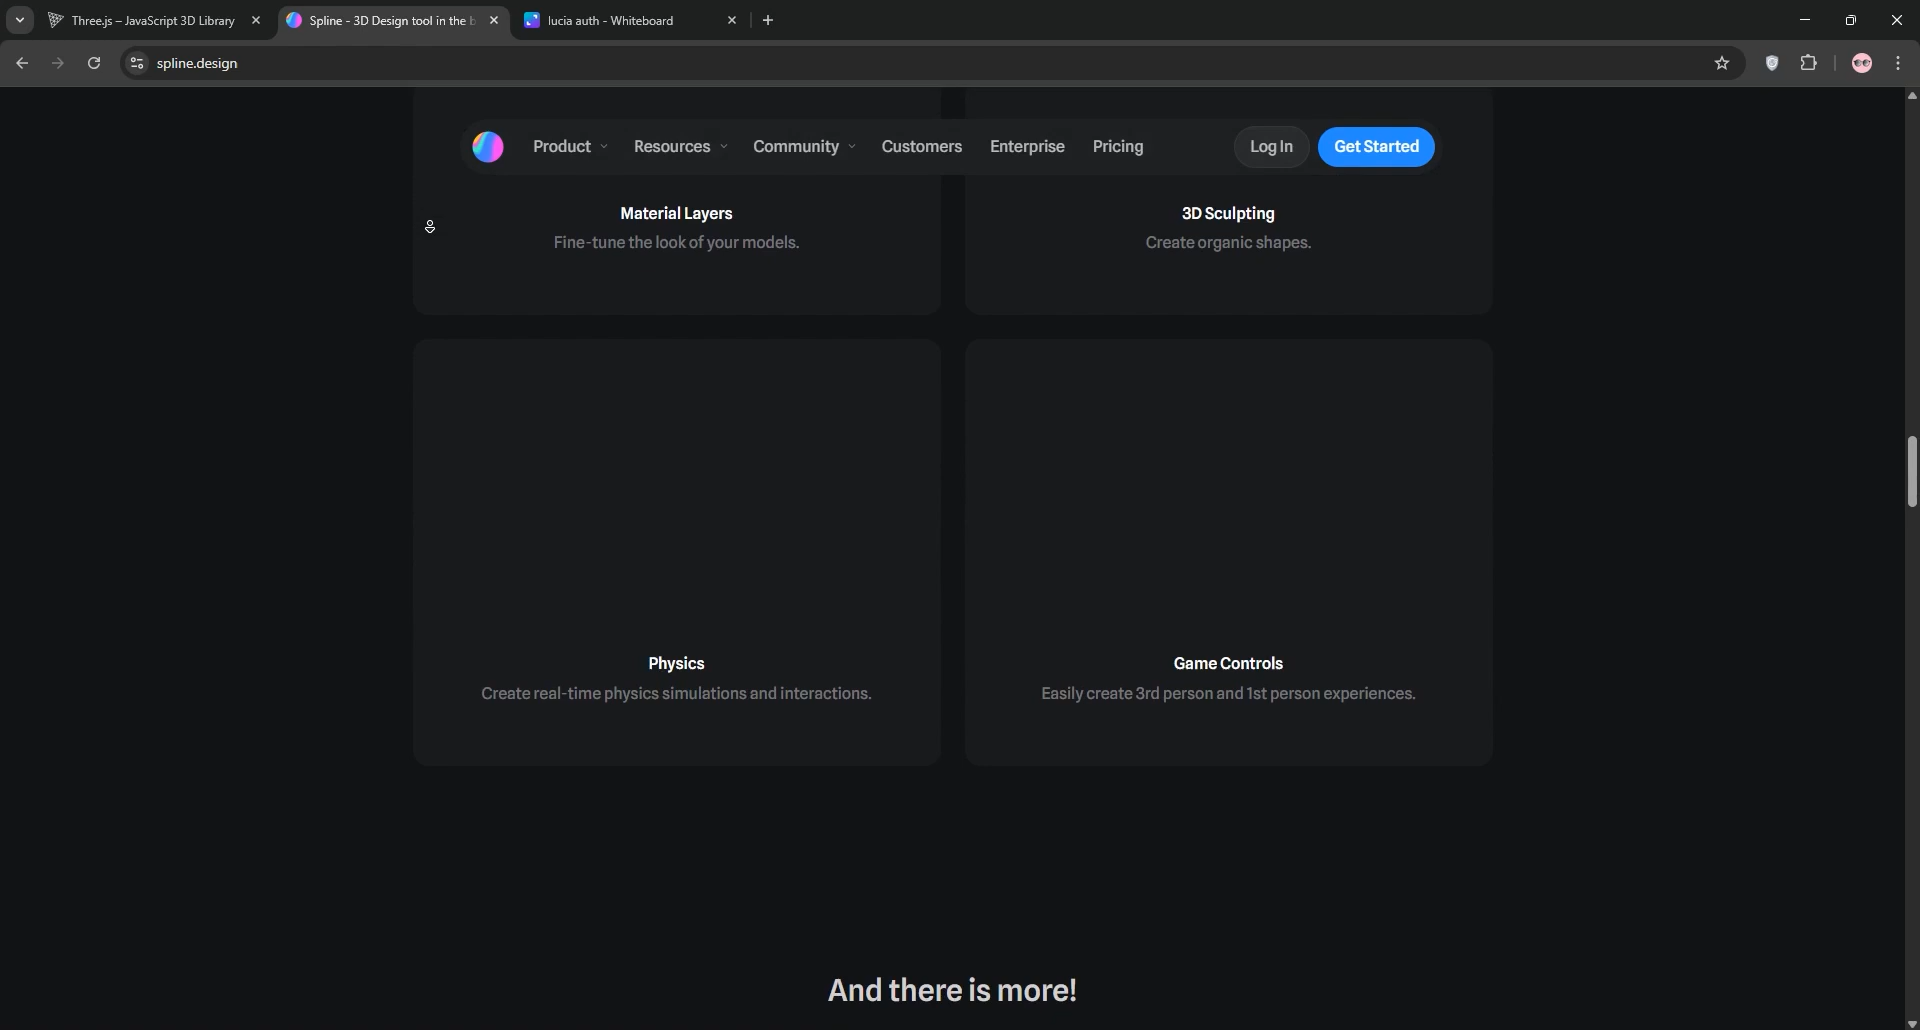 Three.js – JavaScript 3D Library
Spline - 3D Design tool in the b
lucia auth - Whiteboard
spline.design
Product
Resources
Community
Customers
Enterprise
Pricing
Log In
Get Started
Material Layers
Fine-tune the look of your models.
3D Sculpting
Create organic shapes.
Physics
Create real-time physics simulations and interactions.
Game Controls
Easily create 3rd person and 1st person experiences.
And there is more!